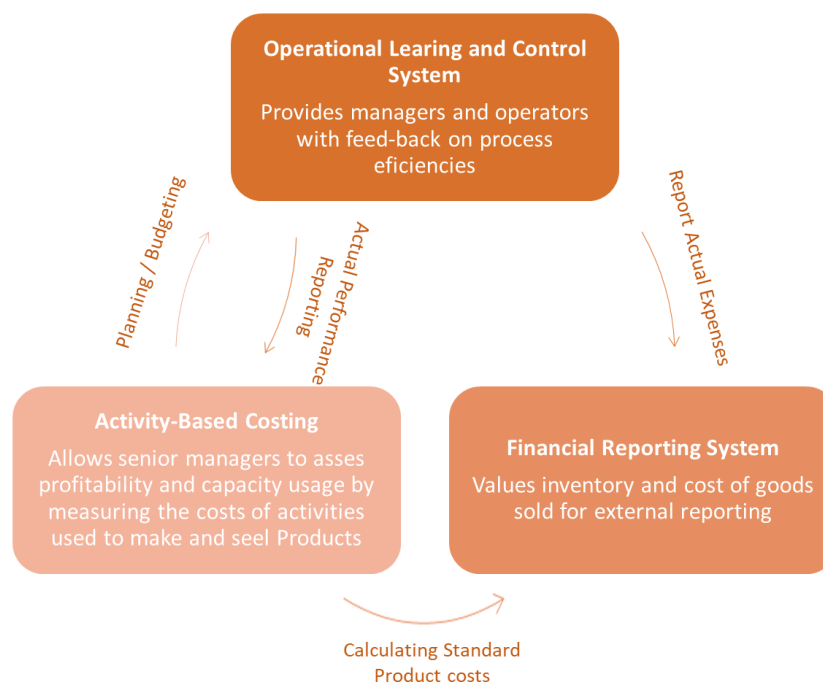 Operational Learing and Control
System
Provides managers and operators
with feed-back on process
eficiencies
Planning / Budgeting
Actual Performance
Reporting
Report Actual Expenses
Activity-Based Costing
Allows senior managers to asses
profitability and capacity usage by
measuring the costs of activities
used to make and seel Products
Financial Reporting System
Values inventory and cost of goods
sold for external reporting
Calculating Standard
Product costs